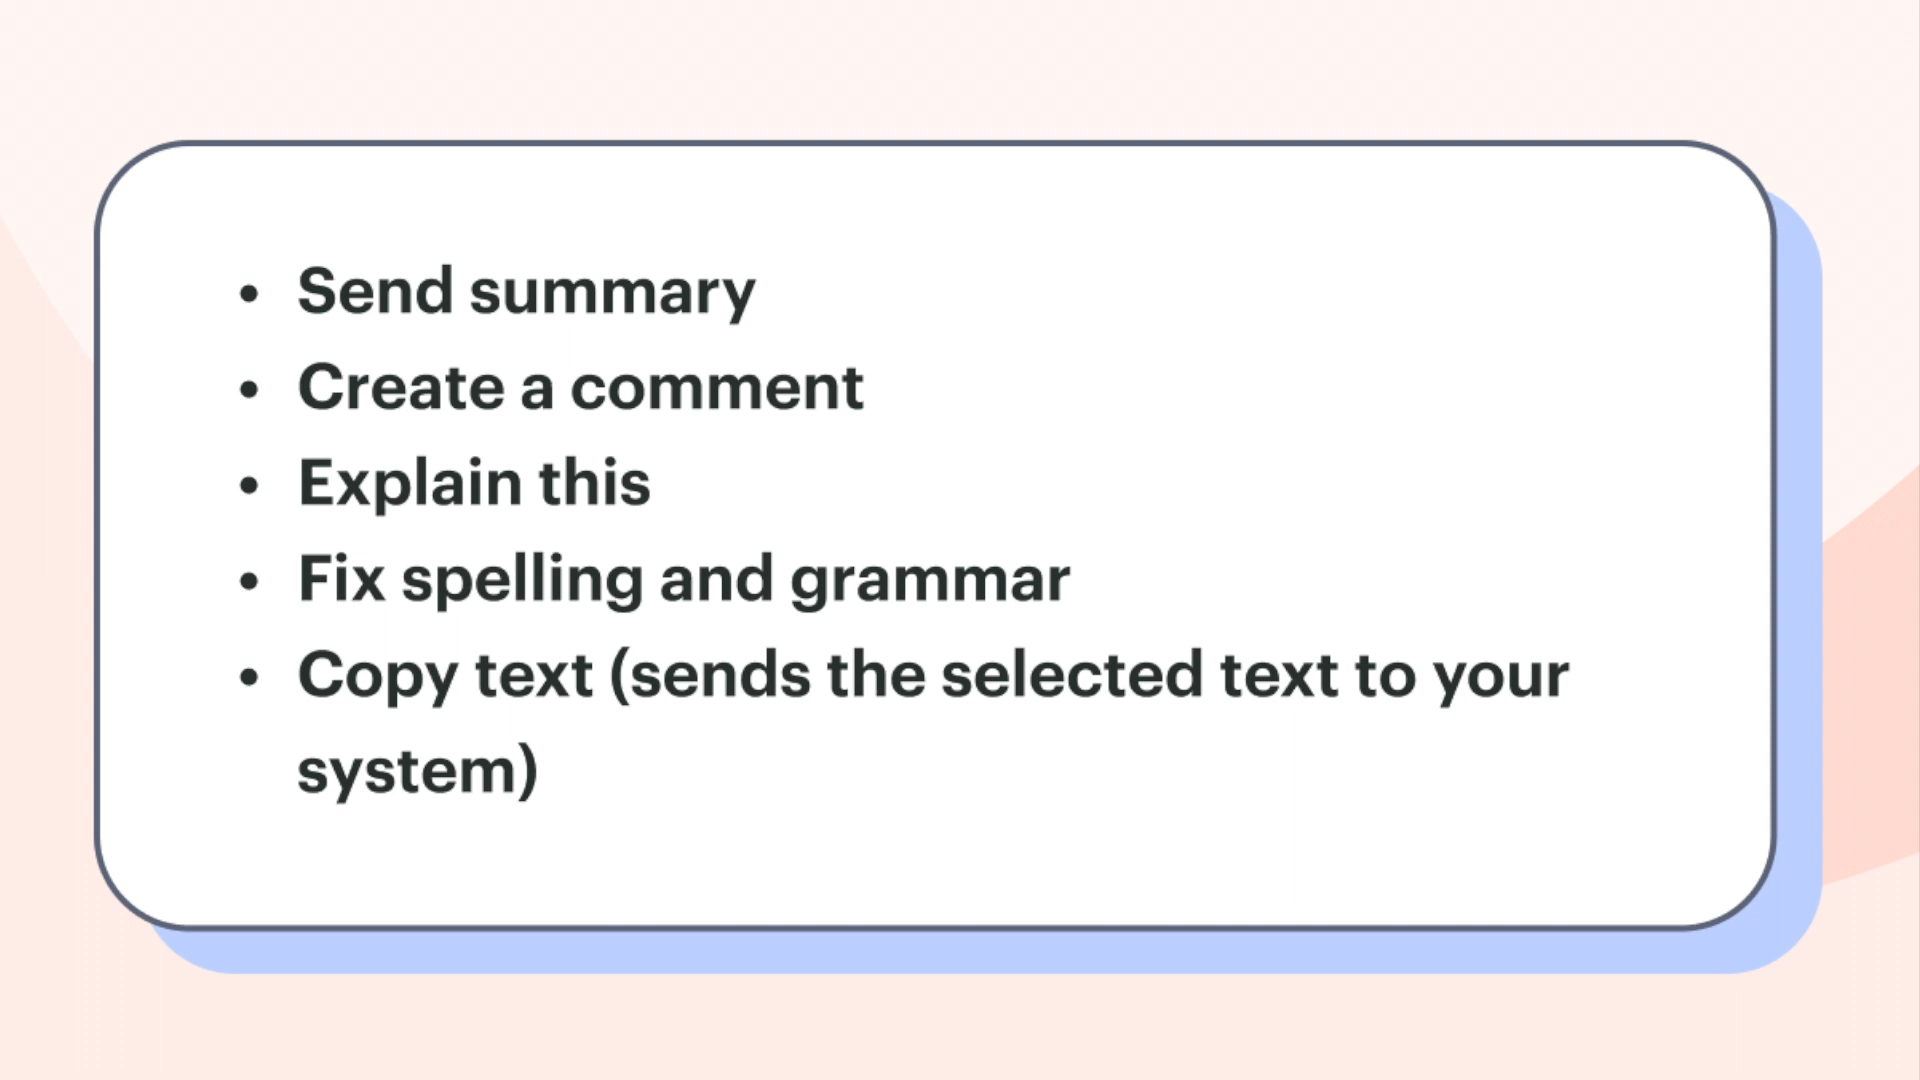 • Send summary
• Create a comment
• Explain this
• Fix spelling and grammar
• Copy text (sends the selected text to your
system)